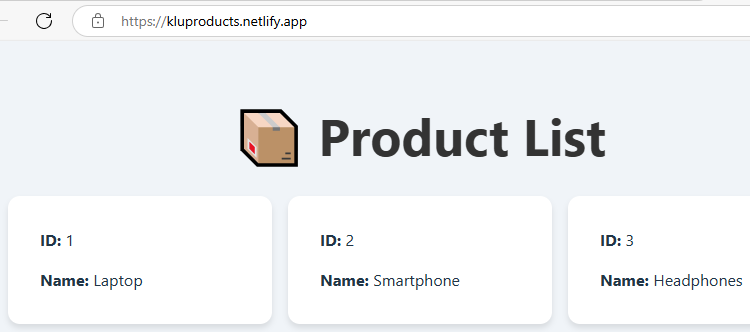 https://kluproducts.netlify.app
📦 Product List
ID: 1
Name: Laptop
ID: 2
Name: Smartphone
ID: 3
Name: Headphones